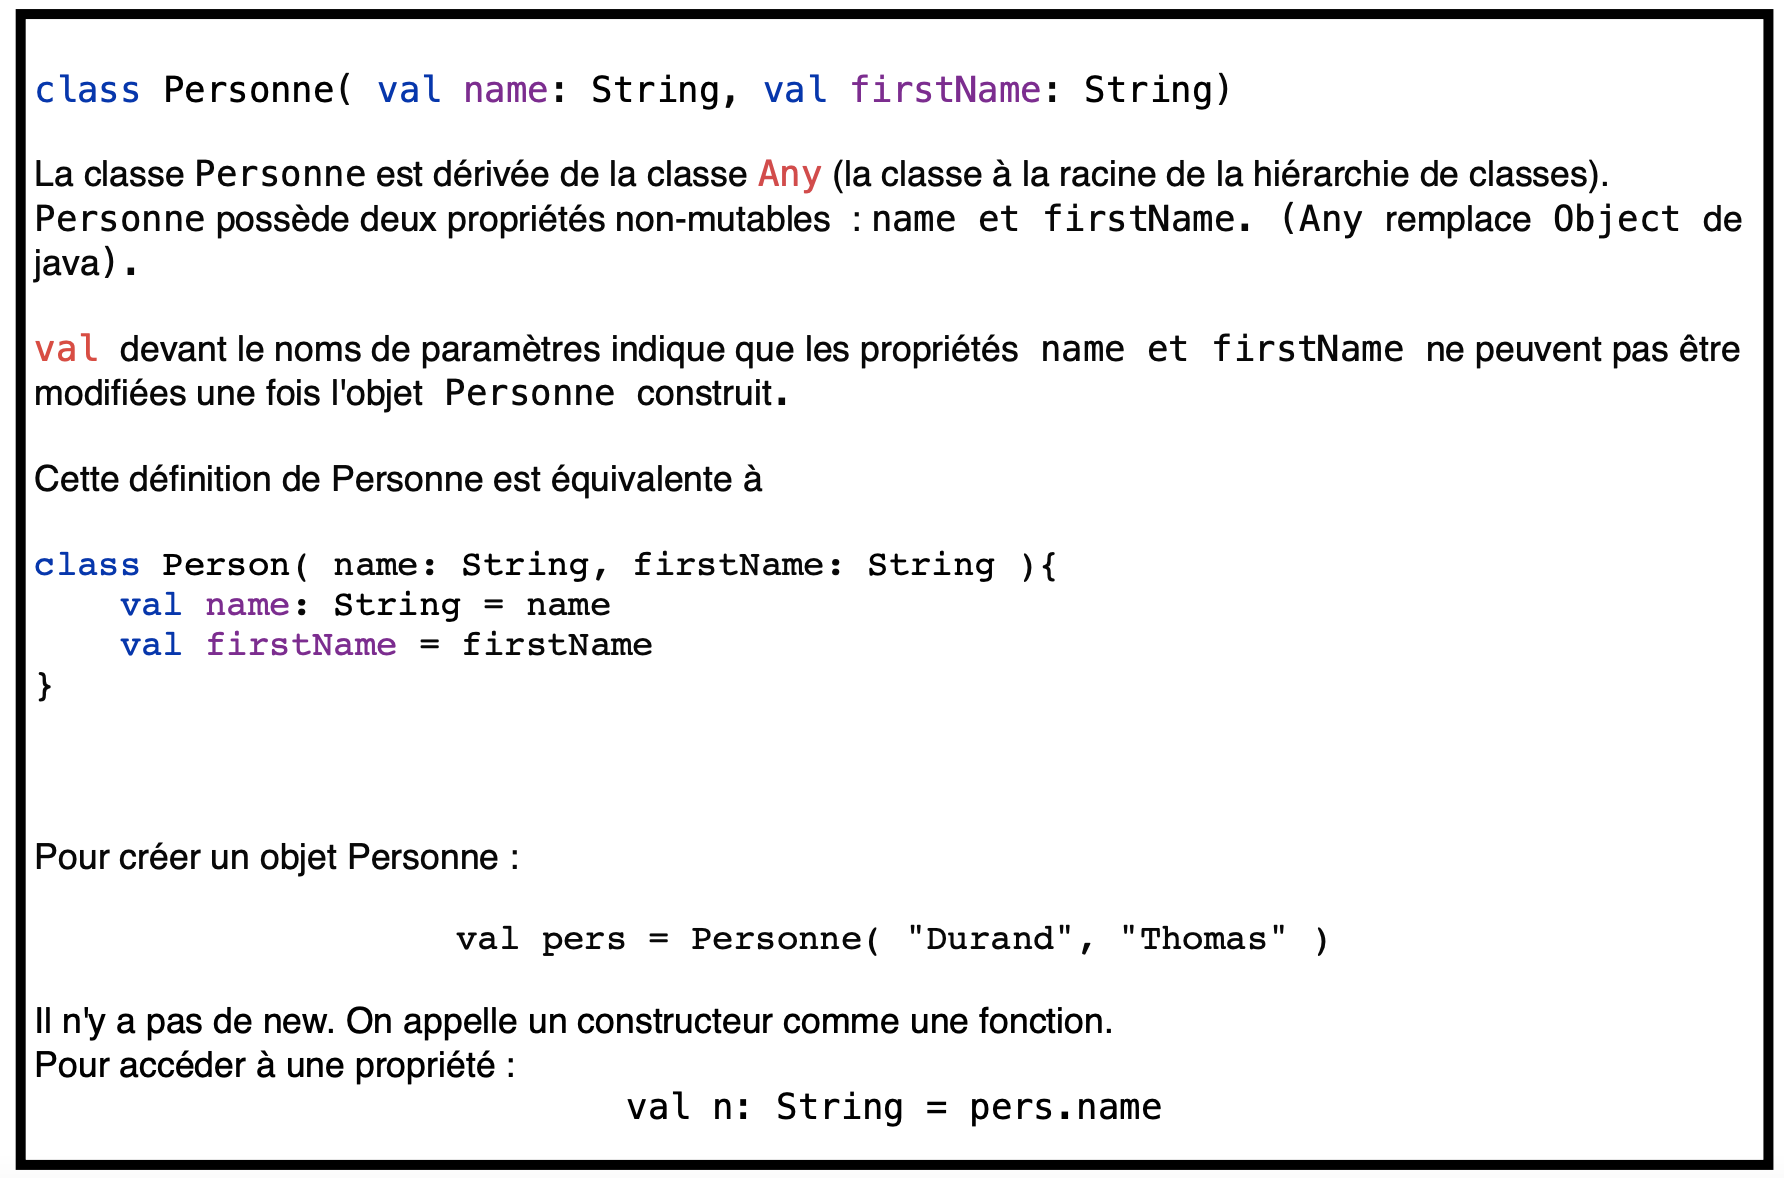 class Personne( val name: String, val firstName: String)
La classe Personne est dérivée de la classe Any (la classe à la racine de la hiérarchie de classes).
Personne possède deux propriétés non-mutables : name et firstName. (Any remplace Object de
java).
val devant le noms de paramètres indique que les propriétés name et firstName ne peuvent pas être
modifiées une fois l'objet Personne construit.
Cette définition de Personne est équivalente à
class Person( name: String, firstName: String ){
    val name: String = name
    val firstName = firstName
}
Pour créer un objet Personne :
val pers = Personne( "Durand", "Thomas" )
Il n'y a pas de new. On appelle un constructeur comme une fonction.
Pour accéder à une propriété :
val n: String = pers.name